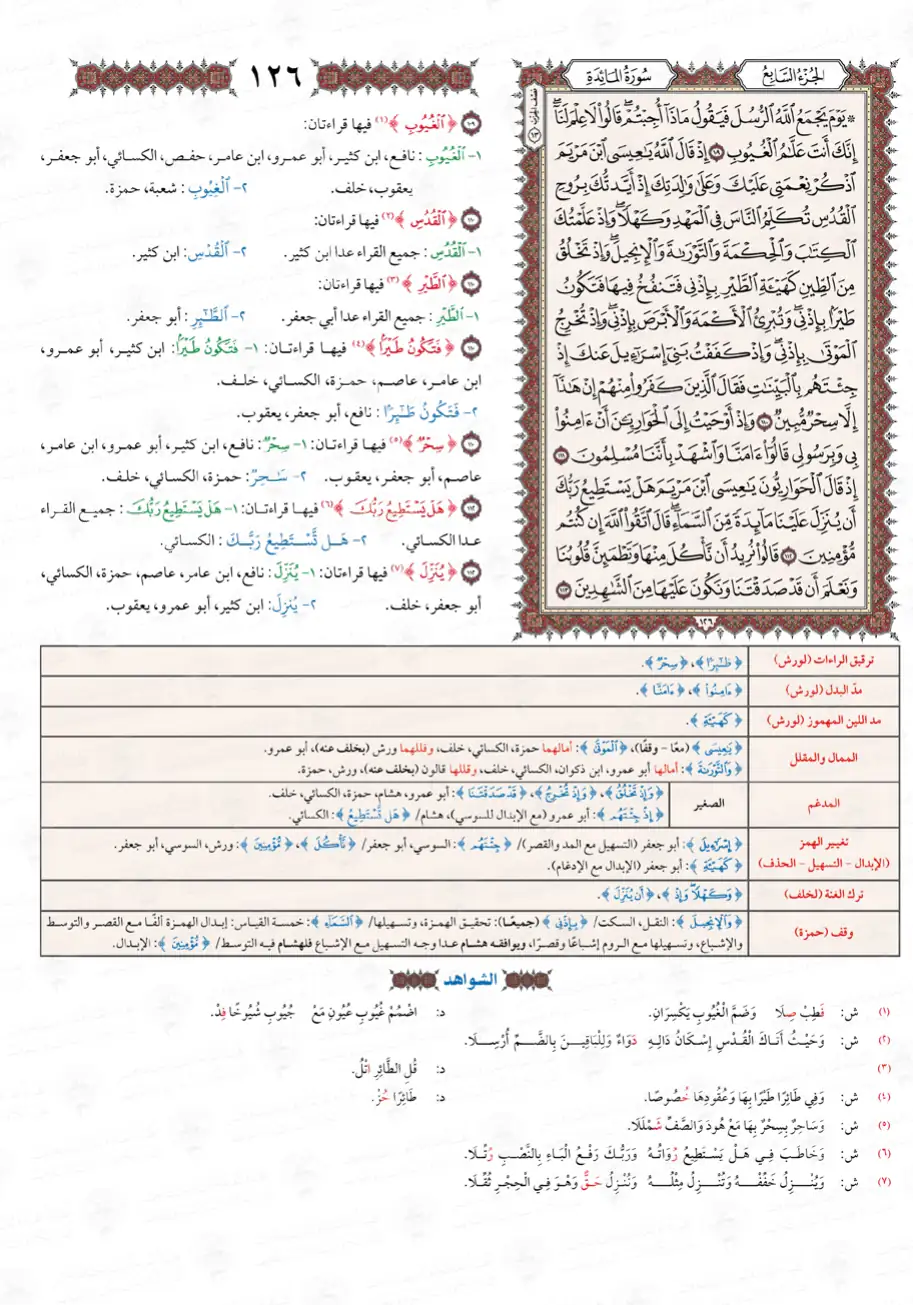 الجزء السابع
سورة المائدة
١٢٦
۞ يَوْمَ يَجْمَعُ ٱللَّهُ ٱلرُّسُلَ فَيَقُولُ مَاذَآ أُجِبْتُمْ ۖ قَالُوا۟ لَا عِلْمَ لَنَآ ۖ
إِنَّكَ أَنتَ عَلَّـٰمُ ٱلْغُيُوبِ ١٠٩ إِذْ قَالَ ٱللَّهُ يَـٰعِيسَى ٱبْنَ مَرْيَمَ
ٱذْكُرْ نِعْمَتِى عَلَيْكَ وَعَلَىٰ وَٰلِدَتِكَ إِذْ أَيَّدتُّكَ بِرُوحِ
ٱلْقُدُسِ تُكَلِّمُ ٱلنَّاسَ فِى ٱلْمَهْدِ وَكَهْلًا ۖ وَإِذْ عَلَّمْتُكَ
ٱلْكِتَـٰبَ وَٱلْحِكْمَةَ وَٱلتَّوْرَىٰةَ وَٱلْإِنجِيلَ ۖ وَإِذْ تَخْلُقُ
مِنَ ٱلطِّينِ كَهَيْـَٔةِ ٱلطَّيْرِ بِإِذْنِى فَتَنفُخُ فِيهَا فَتَكُونُ
طَيْرًۢا بِإِذْنِى ۖ وَتُبْرِئُ ٱلْأَكْمَهَ وَٱلْأَبْرَصَ بِإِذْنِى ۖ وَإِذْ تُخْرِجُ
ٱلْمَوْتَىٰ بِإِذْنِى ۖ وَإِذْ كَفَفْتُ بَنِىٓ إِسْرَٰٓءِيلَ عَنكَ إِذْ
جِئْتَهُم بِٱلْبَيِّنَـٰتِ فَقَالَ ٱلَّذِينَ كَفَرُوا۟ مِنْهُمْ إِنْ هَـٰذَآ
إِلَّا سِحْرٌ مُّبِينٌ ١١٠ وَإِذْ أَوْحَيْتُ إِلَى ٱلْحَوَارِيِّـۧنَ أَنْ ءَامِنُوا۟
بِى وَبِرَسُولِى قَالُوٓا۟ ءَامَنَّا وَٱشْهَدْ بِأَنَّنَا مُسْلِمُونَ ١١١
إِذْ قَالَ ٱلْحَوَارِيُّونَ يَـٰعِيسَى ٱبْنَ مَرْيَمَ هَلْ يَسْتَطِيعُ رَبُّكَ
أَن يُنَزِّلَ عَلَيْنَا مَآئِدَةً مِّنَ ٱلسَّمَآءِ ۖ قَالَ ٱتَّقُوا۟ ٱللَّهَ إِن كُنتُم
مُّؤْمِنِينَ ١١٢ قَالُوا۟ نُرِيدُ أَن نَّأْكُلَ مِنْهَا وَتَطْمَئِنَّ قُلُوبُنَا
وَنَعْلَمَ أَن قَدْ صَدَقْتَنَا وَنَكُونَ عَلَيْهَا مِنَ ٱلشَّـٰهِدِينَ ١١٣
١٢٦
١٠٩ ﴿ٱلْغُيُوبِ﴾ (١) فيها قراءتان:
١- ٱلْغُيُوبِ : نافع، ابن كثير، أبو عمرو، ابن عامر، حفص، الكسائي، أبو جعفر،
يعقوب، خلف. ٢- ٱلْغِيُوبِ : شعبة، حمزة.
١١٠ ﴿ٱلْقُدُسِ﴾ (٢) فيها قراءتان:
١- ٱلْقُدُسِ : جميع القراء عدا ابن كثير. ٢- ٱلْقُدْسِ: ابن كثير.
١١٠ ﴿ٱلطَّيْرِ﴾ (٣) فيها قراءتان:
١- ٱلطَّيْرِ : جميع القراء عدا أبي جعفر. ٢- ٱلطَّـٰٓئِرِ : أبو جعفر.
١١٠ ﴿فَتَكُونُ طَيْرًۢا﴾ (٤) فيها قراءتان: ١- فَتَكُونُ طَيْرًۢا: ابن كثير، أبو عمرو،
ابن عامر، عاصم، حمزة، الكسائي، خلف.
٢- فَتَكُونُ طَـٰٓئِرًۢا : نافع، أبو جعفر، يعقوب.
١١٠ ﴿سِحْرٌ﴾ (٥) فيها قراءتان: ١- سِحْرٌ : نافع، ابن كثير، أبو عمرو، ابن عامر،
عاصم، أبو جعفر، يعقوب. ٢- سَـٰحِرٌ: حمزة، الكسائي، خلف.
١١٢ ﴿هَلْ يَسْتَطِيعُ رَبُّكَ﴾ (٦) فيها قراءتان: ١- هَلْ يَسْتَطِيعُ رَبُّكَ : جميع القراء
عدا الكسائي. ٢- هَل تَّسْتَطِيعُ رَبَّكَ : الكسائي.
١١٢ ﴿يُنَزِّلَ﴾ (٧) فيها قراءتان: ١- يُنَزِّلَ : نافع، ابن عامر، عاصم، حمزة، الكسائي،
أبو جعفر، خلف. ٢- يُنزِلَ: ابن كثير، أبو عمرو، يعقوب.
ترقيق الراءات (لورش) ﴿طَـٰٓئِرًۢا﴾، ﴿سِحْرٌ﴾.
مدّ البدل (لورش) ﴿ءَامِنُوا۟﴾، ﴿ءَامَنَّا﴾.
مد اللين المهموز (لورش) ﴿كَهَيْـَٔةِ﴾.
الممال والمقلل
﴿يَـٰعِيسَى﴾ (معًا - وقفًا)، ﴿ٱلْمَوْتَىٰ﴾: أمالهما حمزة، الكسائي، خلف، وقللهما ورش (بخلف عنه)، أبو عمرو.
﴿وَٱلتَّوْرَىٰةَ﴾: أمالها أبو عمرو، ابن ذكوان، الكسائي، خلف، وقللها قالون (بخلف عنه)، ورش، حمزة.
المدغم الصغير
﴿وَإِذْ تَخْلُقُ﴾، ﴿وَإِذْ تُخْرِجُ﴾، ﴿قَدْ صَدَقْتَنَا﴾: أبو عمرو، هشام، حمزة، الكسائي، خلف.
﴿إِذْ جِئْتَهُم﴾: أبو عمرو (مع الإبدال للسوسي)، هشام/ ﴿هَل تَّسْتَطِيعُ﴾: الكسائي.
تغيير الهمز
(الإبدال - التسهيل - الحذف)
﴿إِسْرَٰٓءِيلَ﴾: أبو جعفر (التسهيل مع المد والقصر)/ ﴿جِئْتَهُم﴾: السوسي، أبو جعفر/ ﴿نَّأْكُلَ﴾، ﴿مُّؤْمِنِينَ﴾: ورش، السوسي، أبو جعفر.
﴿كَهَيْـَٔةِ﴾: أبو جعفر (الإبدال مع الإدغام).
ترك الغنة (لخلف) ﴿وَكَهْلًا ۖ وَإِذْ﴾، ﴿أَن يُنَزِّلَ﴾.
وقف (حمزة)
﴿وَٱلْإِنجِيلَ﴾: النقل، السكت/ ﴿بِإِذْنِى﴾ (جميعًا): تحقيق الهمزة، وتسهيلها/ ﴿ٱلسَّمَآءِ﴾: خمسة القياس: إبدال الهمزة ألفًا مع القصر والتوسط
والإشباع، وتسهيلها مع الروم إشباعًا وقصرًا، ويوافقه هشام عدا وجه التسهيل مع الإشباع فلهشام فيه التوسط/ ﴿مُّؤْمِنِينَ﴾: الإبدال.
الشواهد
(١) ش: فَطِبْ صِلَا وَضَمَّ الْغُيُوبِ يَكْسِرَانِ. د: اضْمُمْ غُيُوبِ عُيُونِ مَعْ جُيُوبِ شُيُوخًا فِدْ.
(٢) ش: وَحَيْثُ أَتَاكَ الْقُدْسِ إِسْكَانُ دَالِهِ دَوَاءٌ وَلِلْبَاقِينَ بِالضَّمِّ أُرْسِلَا.
(٣) د: قُلِ الطَّائِرِ اتْلُ.
(٤) ش: وَفِي طَائِرًا طَيْرًا بِهَا وَعُقُودِهَا خُصُوصًا. د: طَائِرًا حُزْ.
(٥) ش: وَسَاحِرٌ بِسِحْرٌ بِهَا مَعْ هُودَ وَالصَّفِّ شَمْلَلَا.
(٦) ش: وَخَاطَبَ فِي هَلْ يَسْتَطِيعُ رُوَاتُهُ وَرَبُّكَ رَفْعُ الْبَاءِ بِالنَّصْبِ رُتِّلَا.
(٧) ش: وَيُنْزِلُ خَفِّفْهُ وَتُنْزِلُ مِثْلُهُ وَنُنْزِلُ حَقٌّ وَهْوَ فِي الْحِجْرِ ثُقِّلَا.